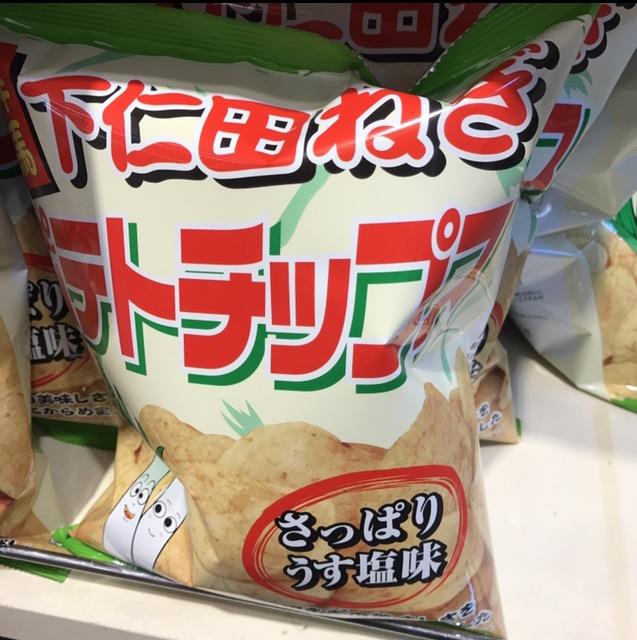 下仁田ねぎ
ポテトチップス
さっぱり
うす塩味